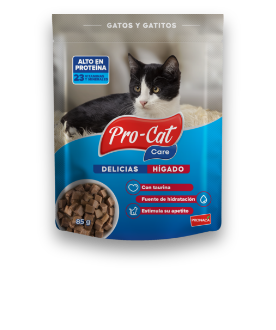 GATOS Y GATITOS
ALTO EN
PROTEÍNA
23
Pro-Cat
Care
DELICIAS HÍGADO
Con taurina
Fuente de hidratación
Estimula su apetito
85 g
PRONACA